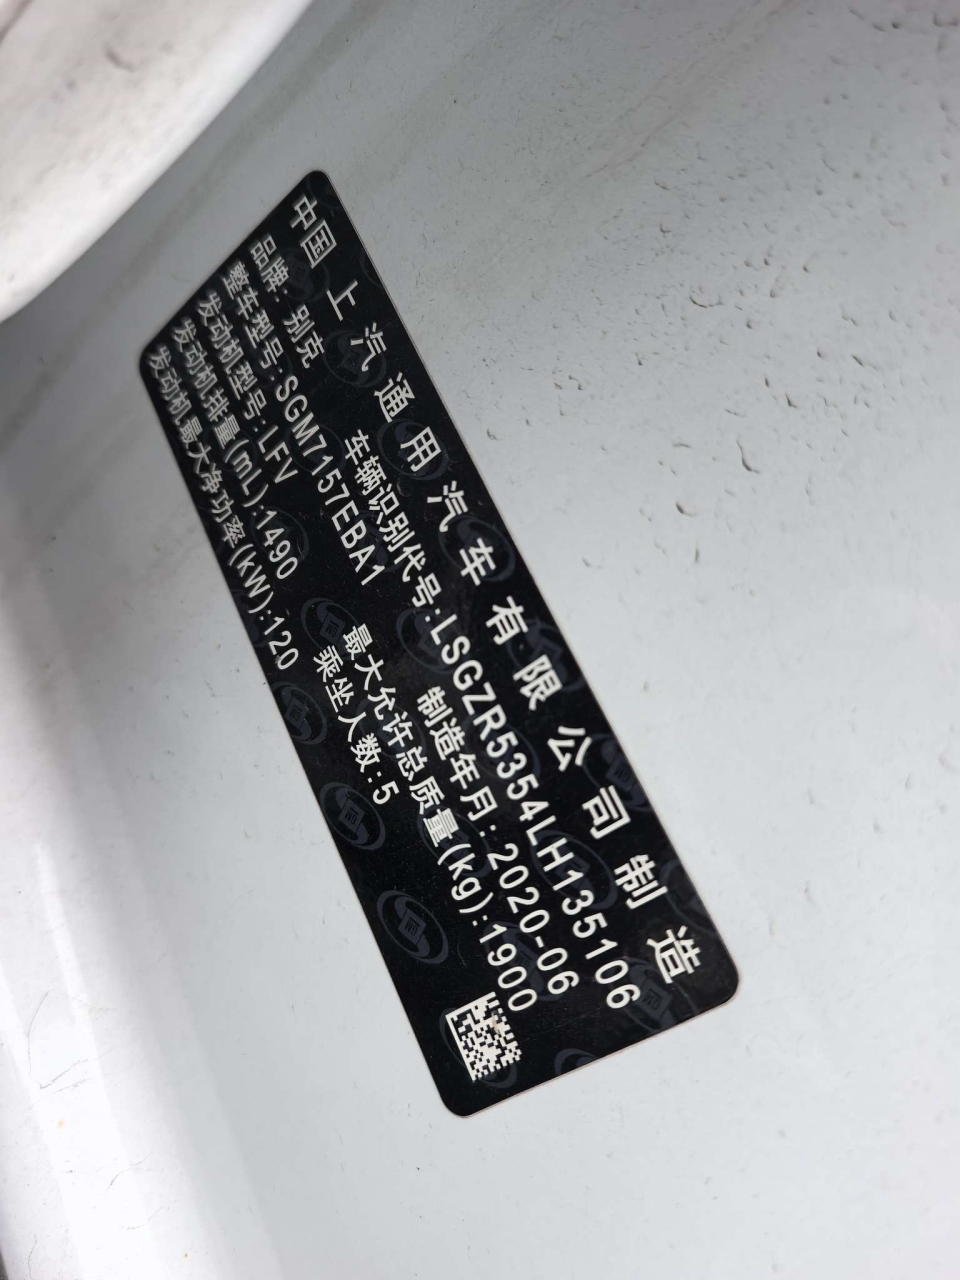 中国上汽通用汽车有限公司制造
品牌:别克 车辆识别代号:LSGZR5354LH135106
整车型号:SGM7157EBA1 制造年月:2020-06
发动机型号:LFV 最大允许总质量(kg):1900
发动机排量(mL):1490 乘坐人数:5
发动机最大净功率(kW):120